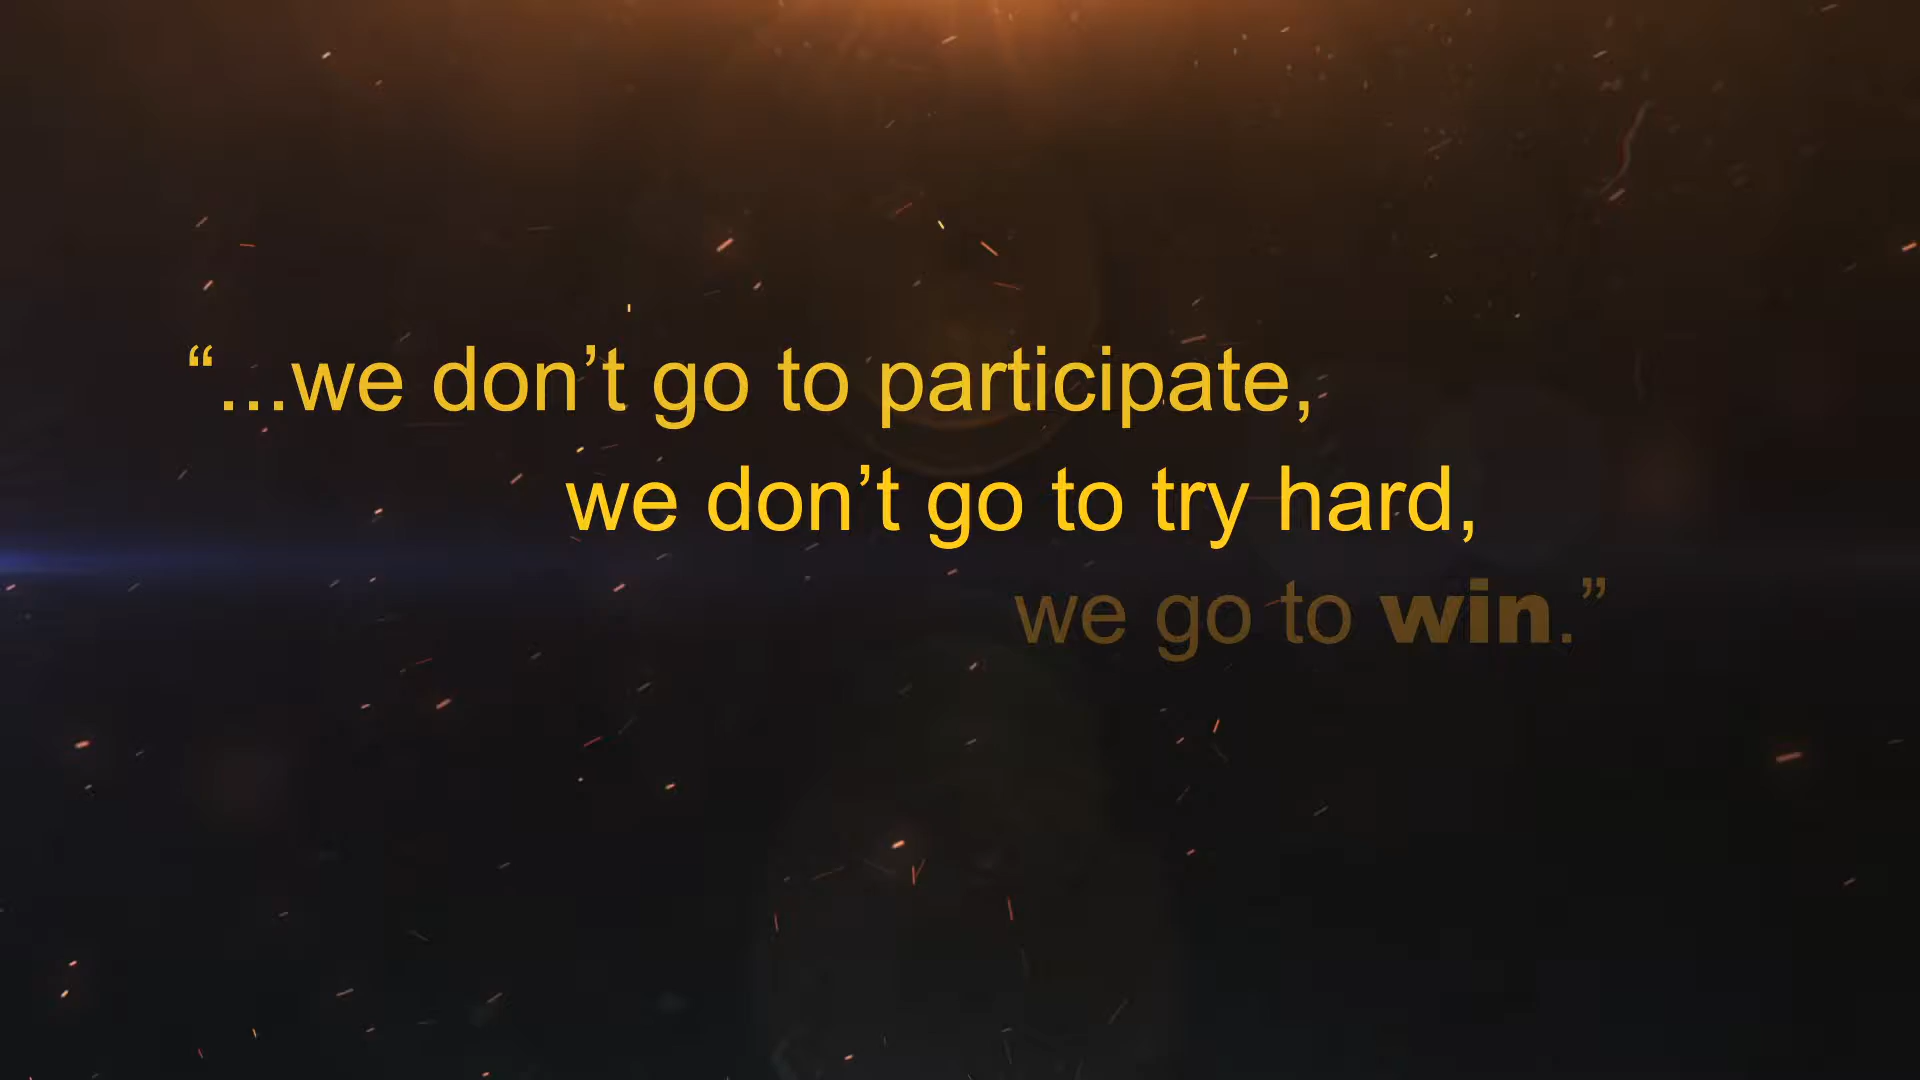 “...we don’t go to participate,
we don’t go to try hard,
we go to win.”